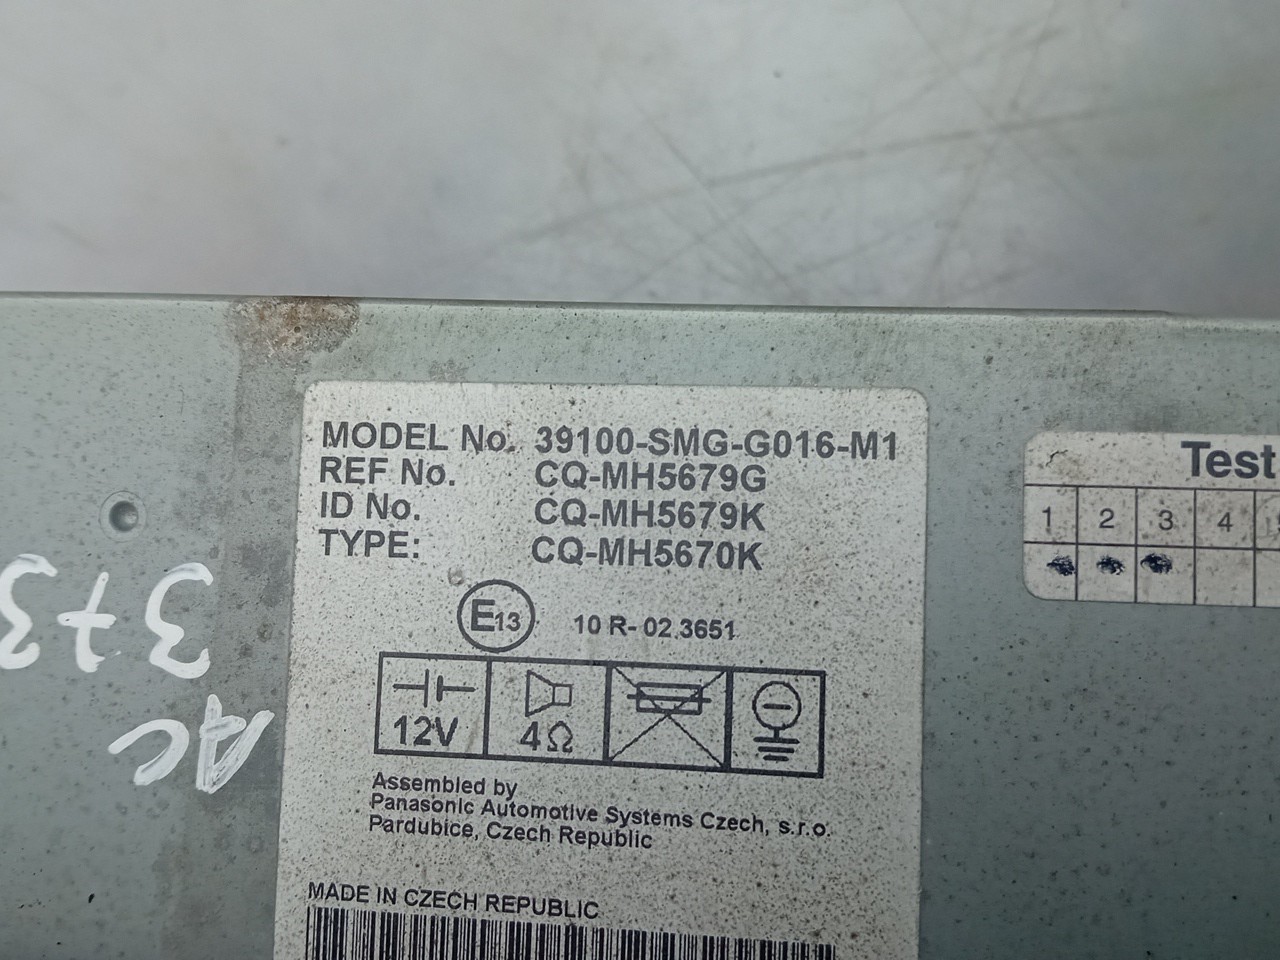 MODEL No. 39100-SMG-G016-M1
REF No. CQ-MH5679G
ID No. CQ-MH5679K
TYPE: CQ-MH5670K
E13 10 R- 02.3651
12V 4Ω
Assembled by
Panasonic Automotive Systems Czech, s.r.o.
Pardubice, Czech Republic
MADE IN CZECH REPUBLIC
Test
1 2 3 4